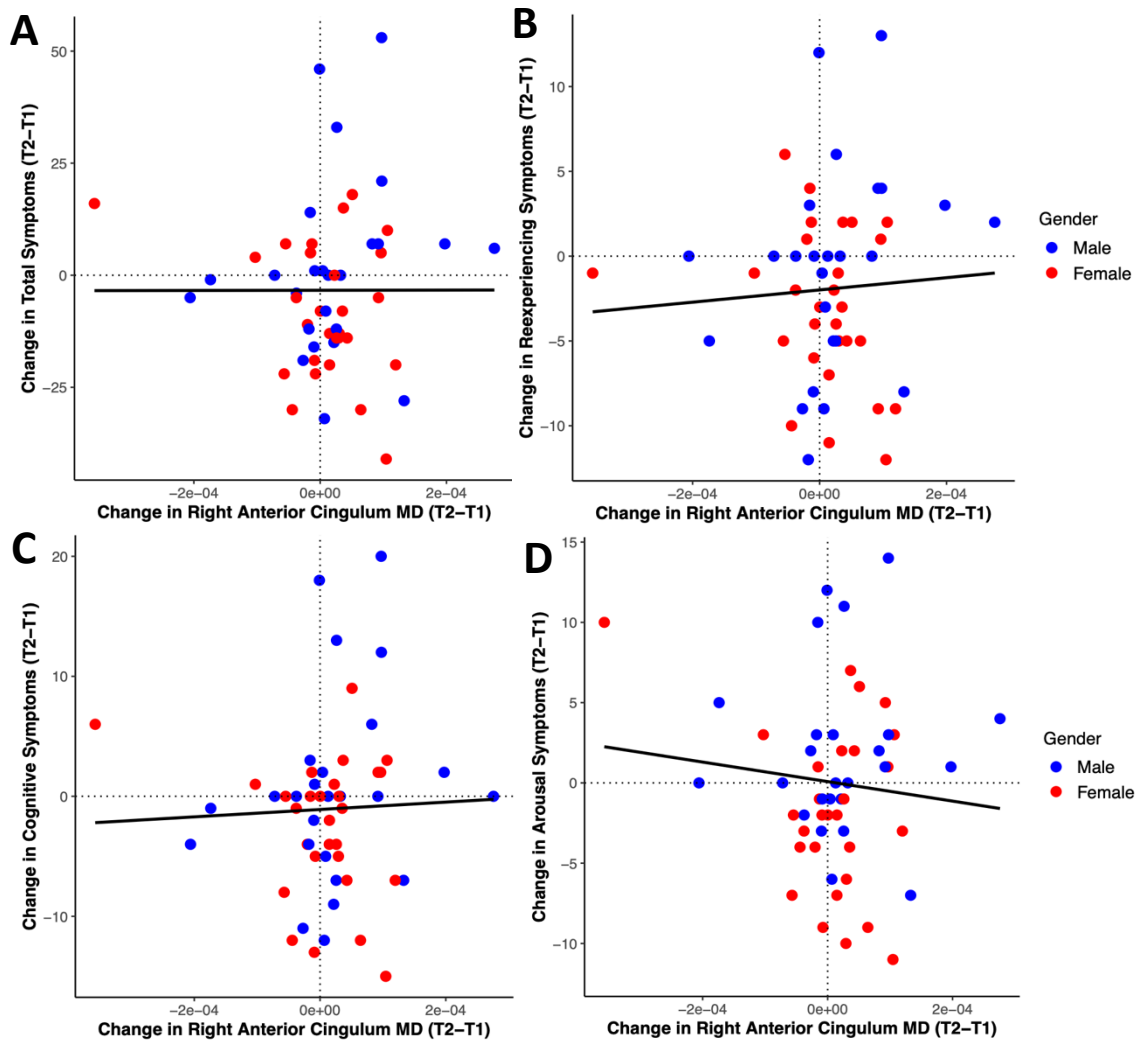 A
Change in Total Symptoms (T2−T1)
50
25
0
−25
−2e−04 0e+00 2e−04
Change in Right Anterior Cingulum MD (T2−T1)
B
Change in Reexperiencing Symptoms (T2−T1)
10
5
0
−5
−10
−2e−04 0e+00 2e−04
Change in Right Anterior Cingulum MD (T2−T1)
Gender
Male
Female
C
Change in Cognitive Symptoms (T2−T1)
20
10
0
−10
−2e−04 0e+00 2e−04
Change in Right Anterior Cingulum MD (T2−T1)
D
Change in Arousal Symptoms (T2−T1)
15
10
5
0
−5
−10
−2e−04 0e+00 2e−04
Change in Right Anterior Cingulum MD (T2−T1)
Gender
Male
Female